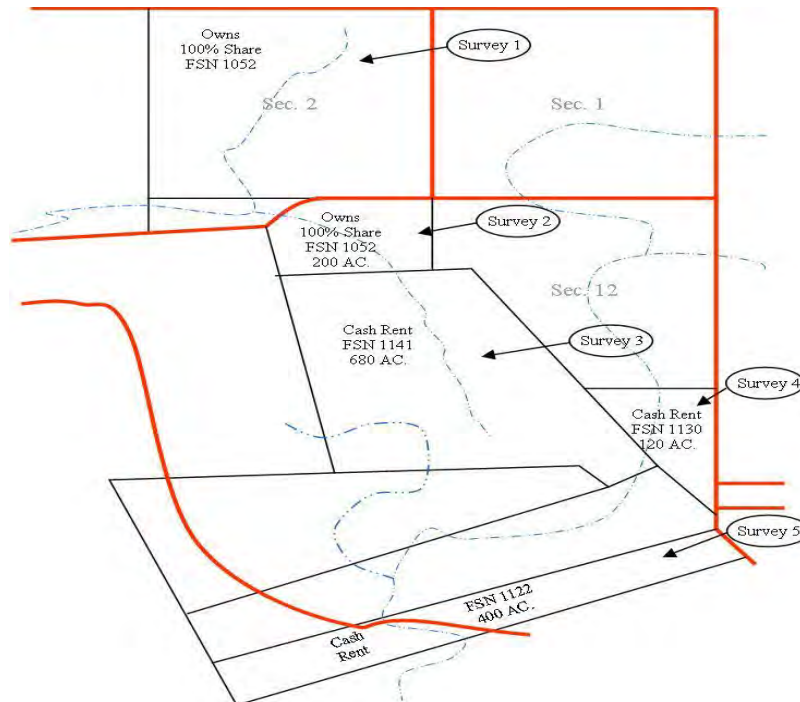 Owns
100% Share
FSN 1052
Survey 1
Sec. 2
Sec. 1
Owns
100% Share
FSN 1052
200 AC.
Survey 2
Sec. 12
Cash Rent
FSN 1141
680 AC.
Survey 3
Survey 4
Cash Rent
FSN 1130
120 AC.
Survey 5
FSN 1122
400 AC.
Cash
Rent